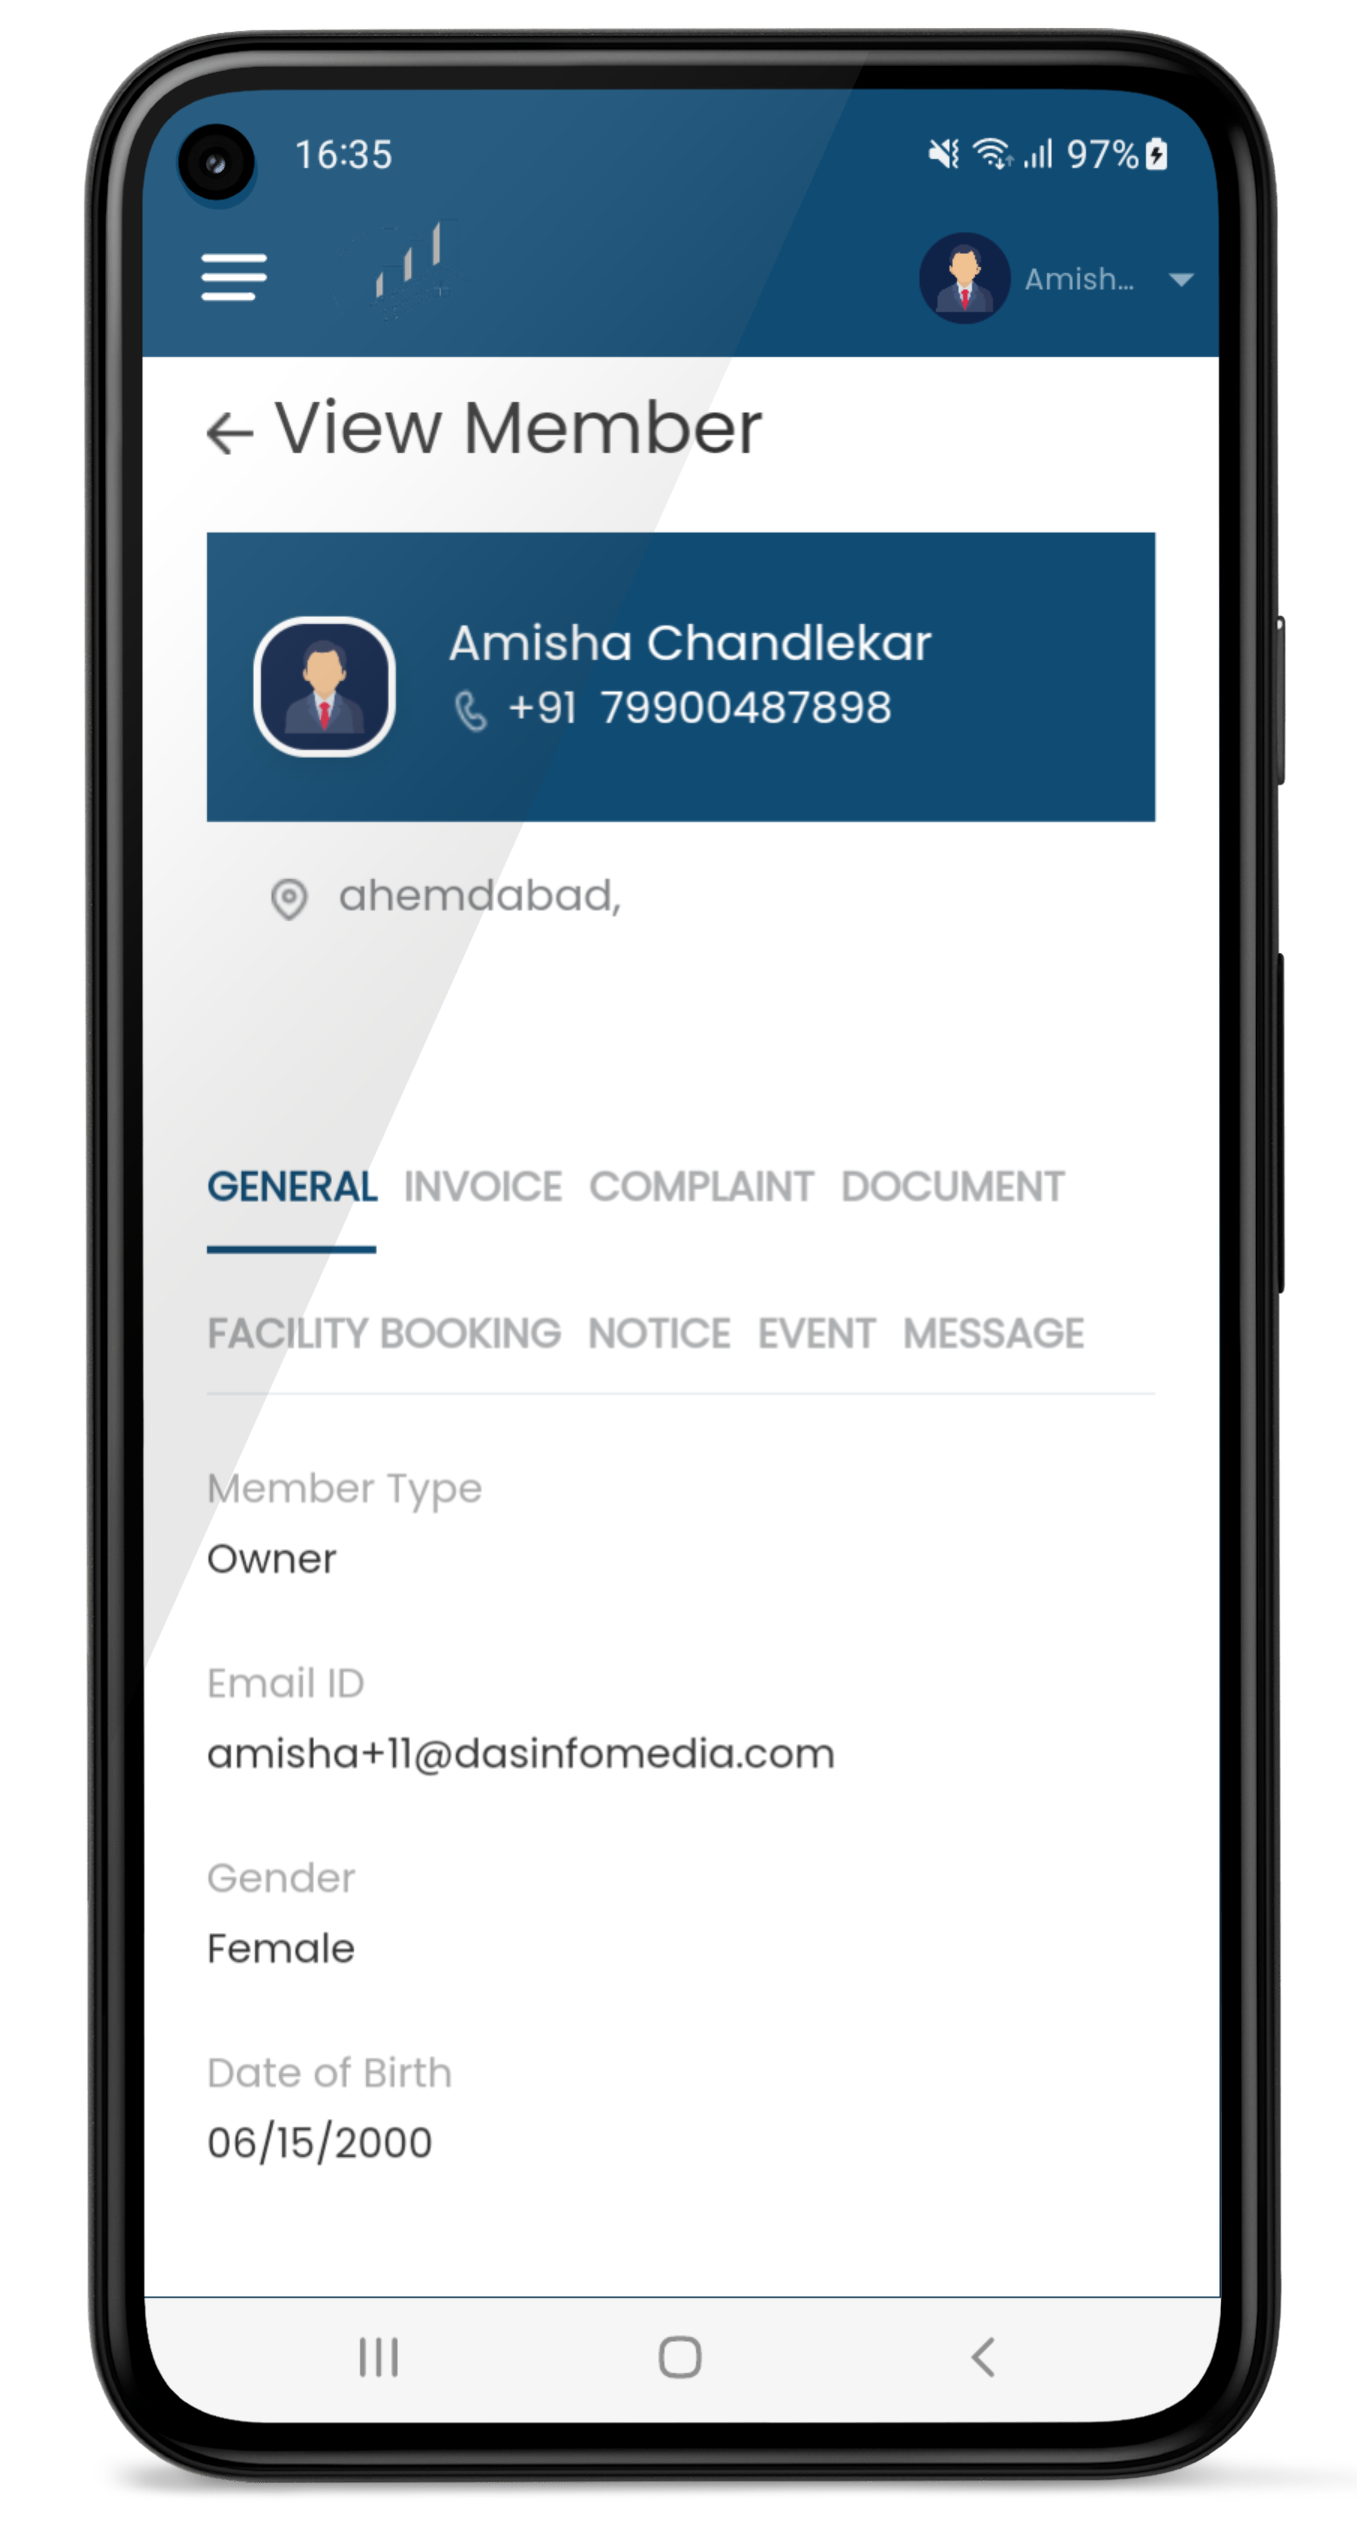 16:35 97%
Amish...
View Member
Amisha Chandlekar
+91 79900487898
ahemdabad,
GENERAL INVOICE COMPLAINT DOCUMENT
FACILITY BOOKING NOTICE EVENT MESSAGE
Member Type
Owner
Email ID
amisha+11@dasinfomedia.com
Gender
Female
Date of Birth
06/15/2000